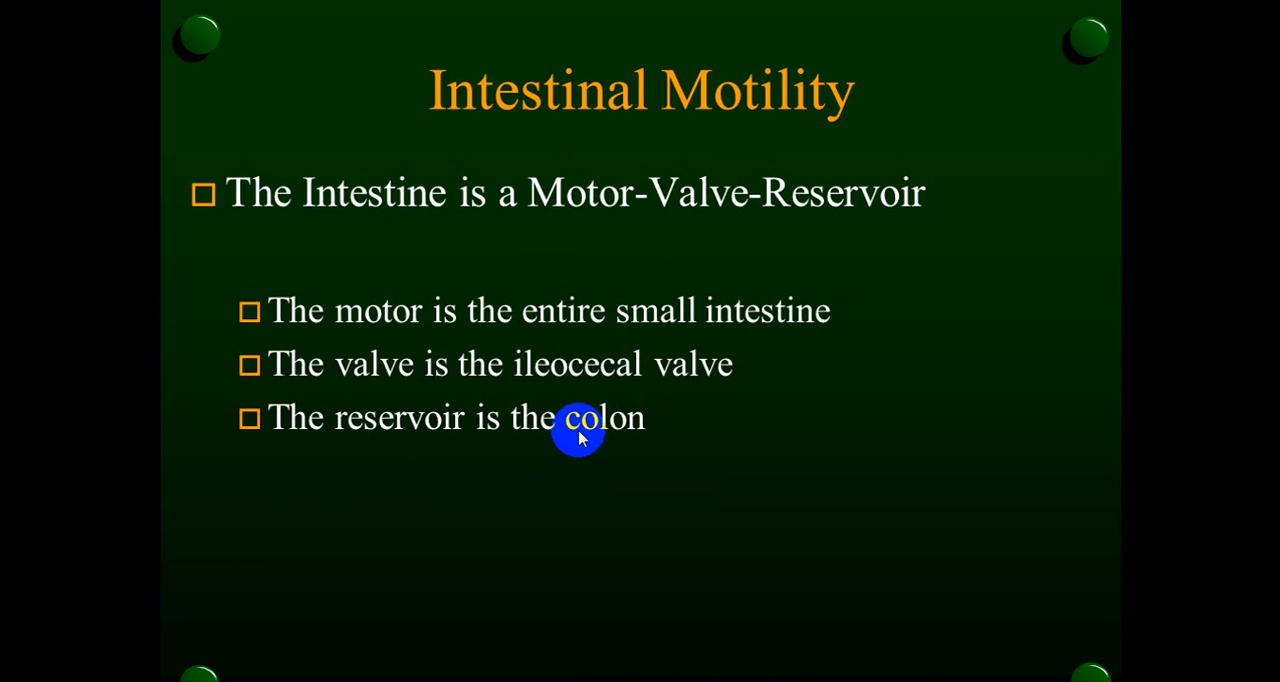 Intestinal Motility
The Intestine is a Motor-Valve-Reservoir
The motor is the entire small intestine
The valve is the ileocecal valve
The reservoir is the colon